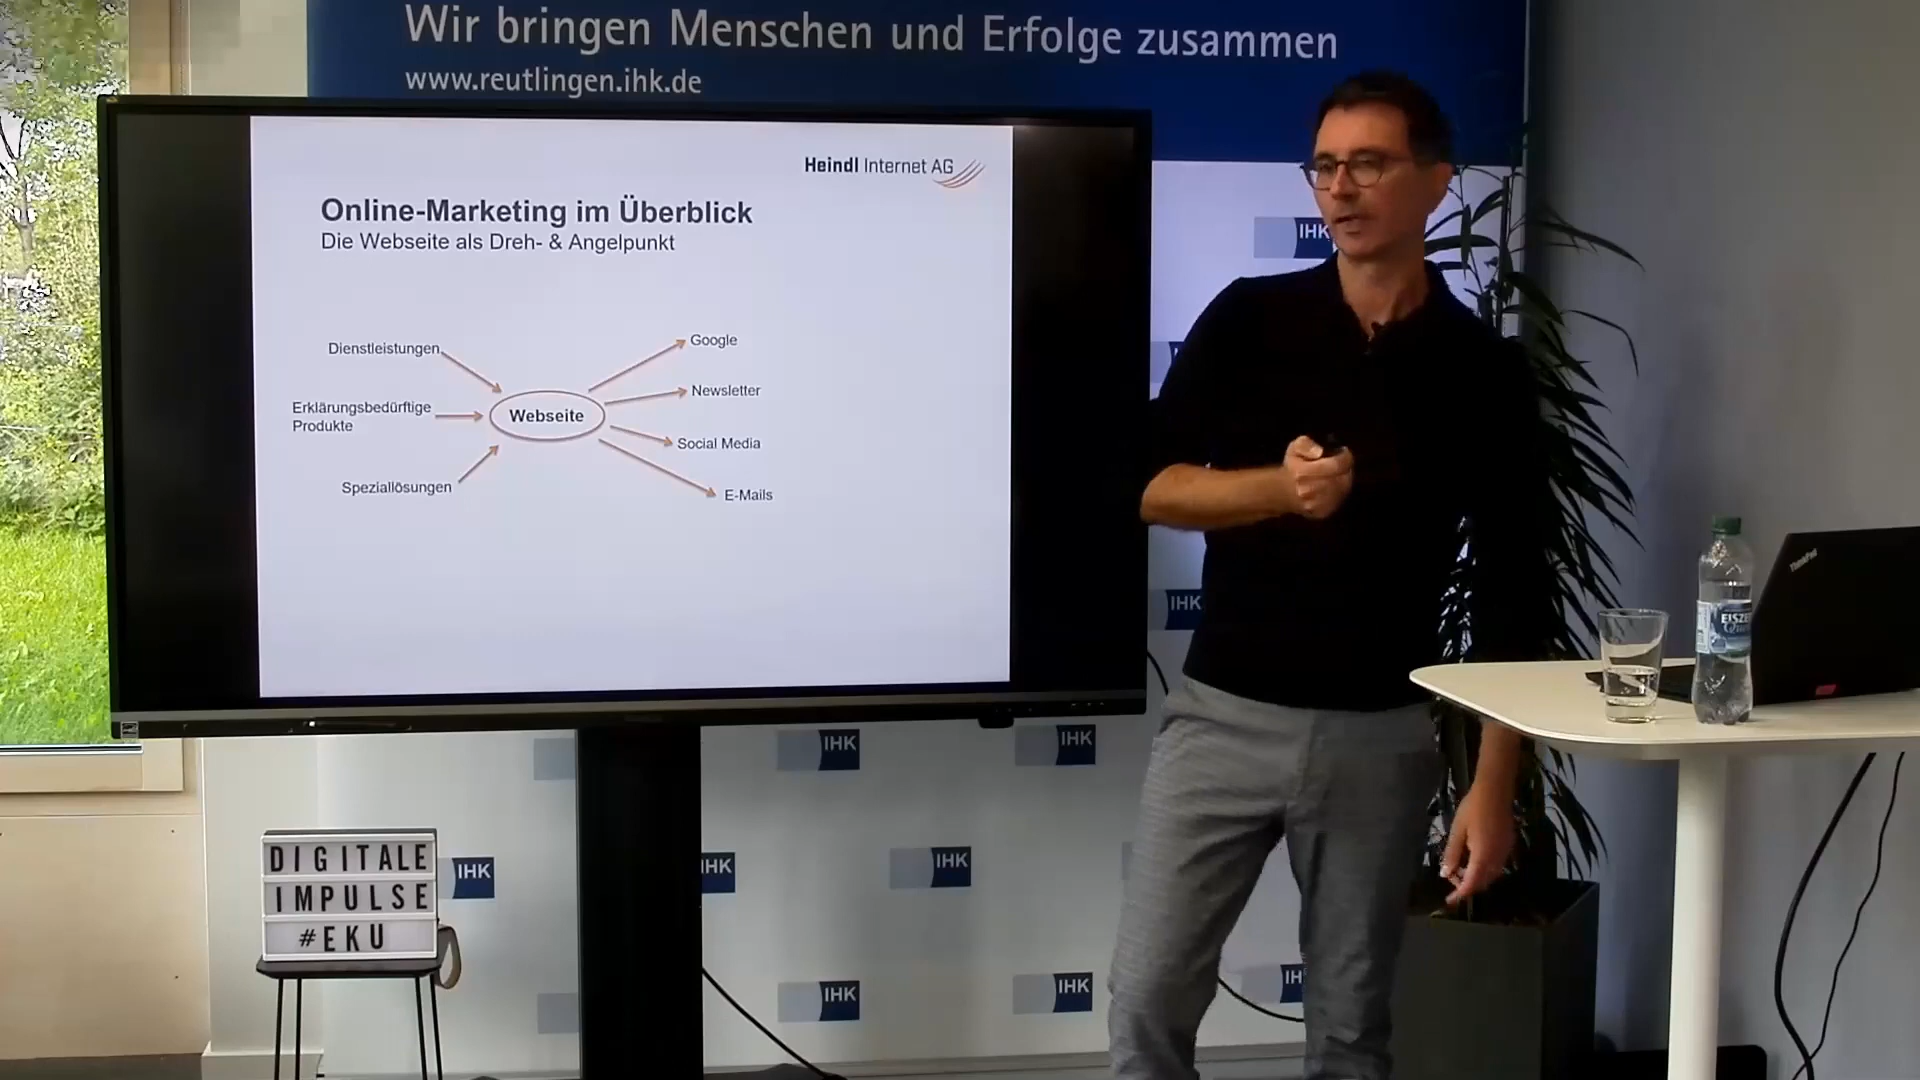 Wir bringen Menschen und Erfolge zusammen
www.reutlingen.ihk.de
Heindl Internet AG
Online-Marketing im Überblick
Die Webseite als Dreh- & Angelpunkt
Dienstleistungen
Erklärungsbedürftige
Produkte
Speziallösungen
Webseite
Google
Newsletter
Social Media
E-Mails
IHK
IHK
IHK
IHK
IHK
IHK
IHK
IHK
IHK
DIGITALE
IMPULSE
#EKU
ThinkPad